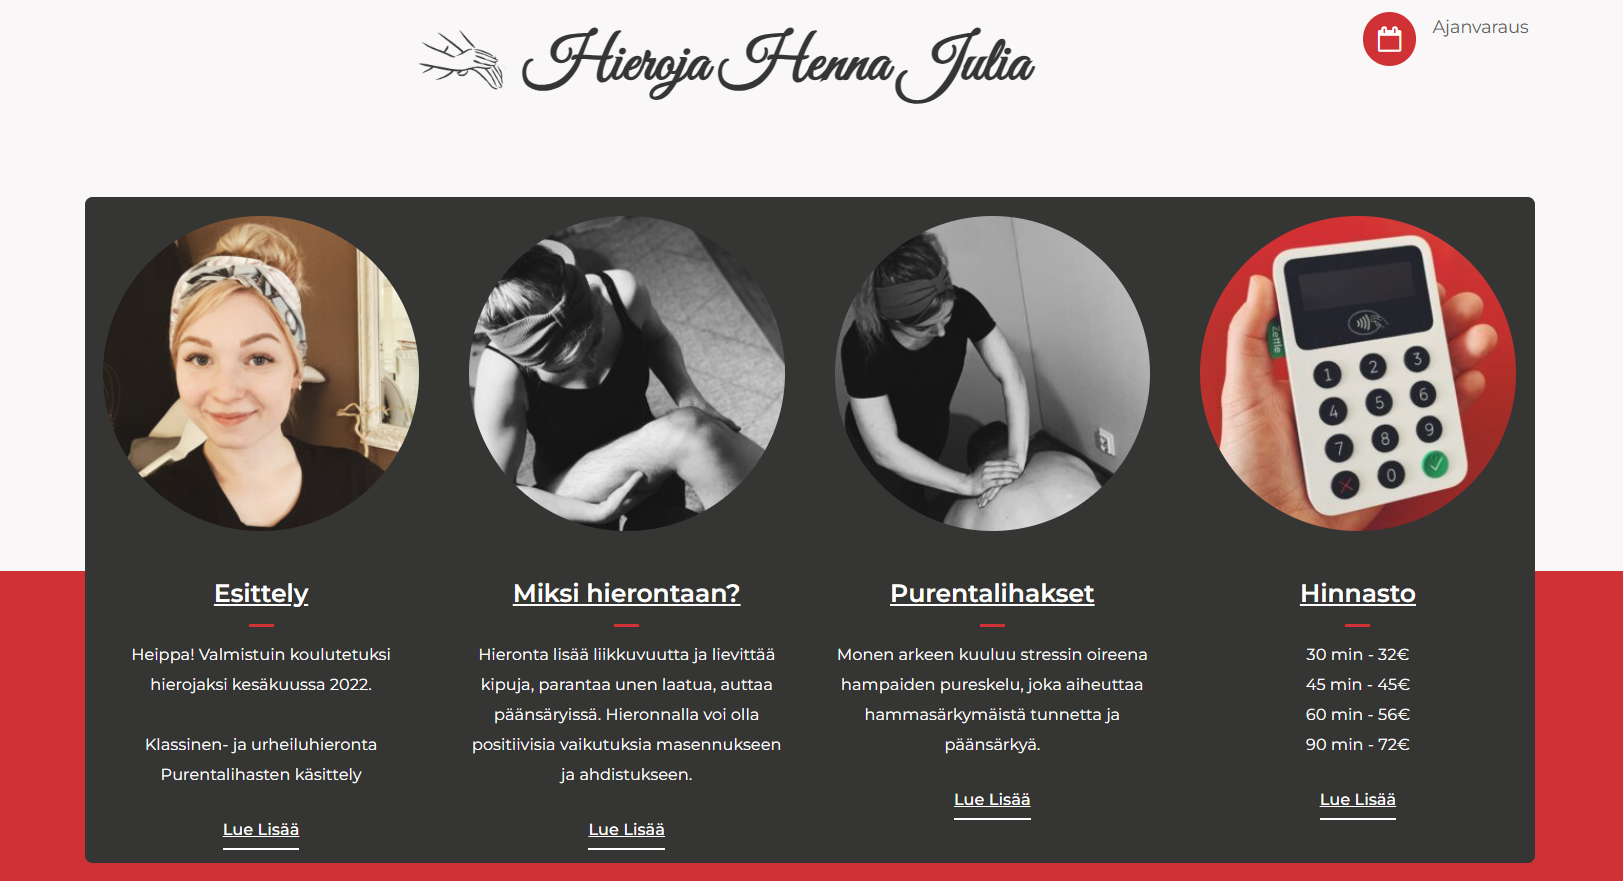 Hieroja Henna Julia
Ajanvaraus
Zettle
1 2 3
4 5 6
7 8 9
0
Esittely
Heippa! Valmistuin koulutetuksi
hierojaksi kesäkuussa 2022.
Klassinen- ja urheiluhieronta
Purentalihasten käsittely
Lue Lisää
Miksi hierontaan?
Hieronta lisää liikkuvuutta ja lievittää
kipuja, parantaa unen laatua, auttaa
päänsäryissä. Hieronnalla voi olla
positiivisia vaikutuksia masennukseen
ja ahdistukseen.
Lue Lisää
Purentalihakset
Monen arkeen kuuluu stressin oireena
hampaiden pureskelu, joka aiheuttaa
hammasärkymäistä tunnetta ja
päänsärkyä.
Lue Lisää
Hinnasto
30 min - 32€
45 min - 45€
60 min - 56€
90 min - 72€
Lue Lisää